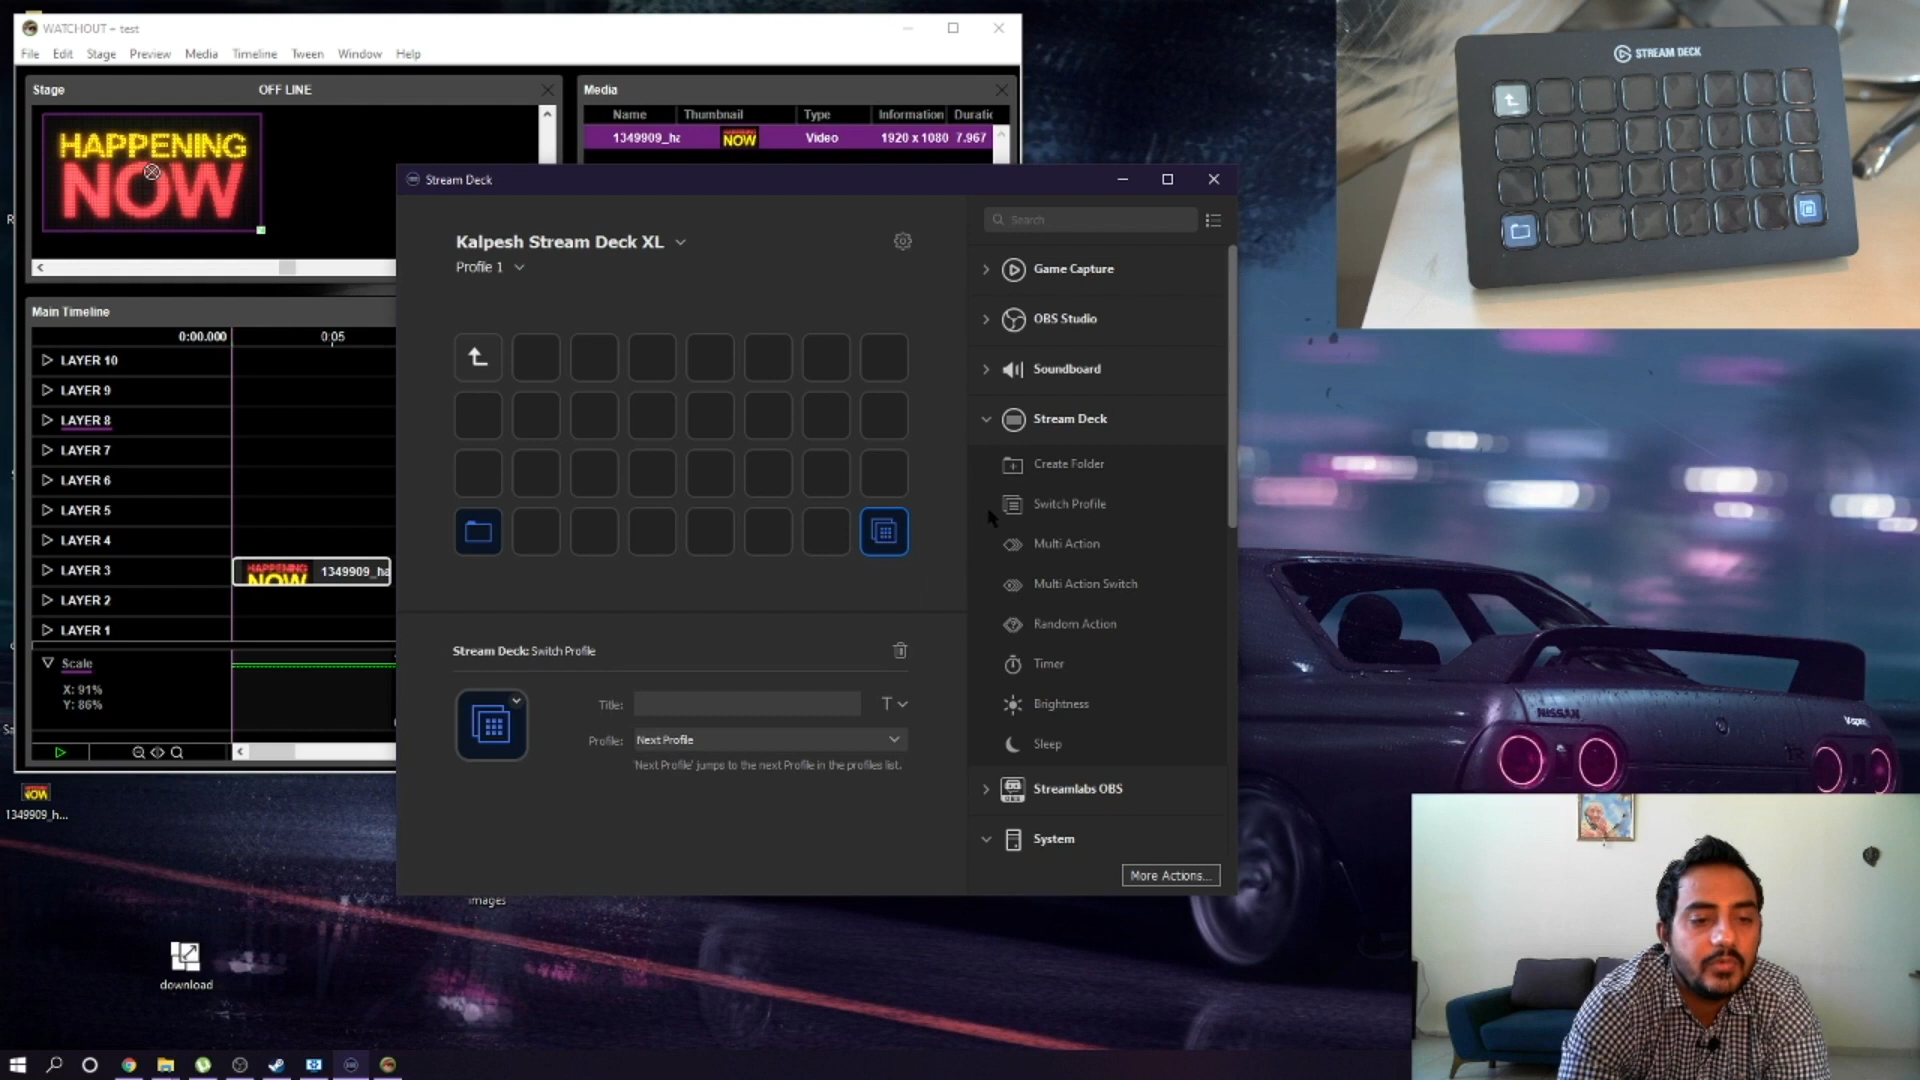 WATCHOUT - test
File Edit Stage Preview Media Timeline Tween Window Help
Stage OFF LINE
HAPPENING
NOW
Media
Name Thumbnail Type Information Duratic
1349909_ha NOW Video 1920 x 1080 7.967
Main Timeline
0:00.000 0:05
LAYER 10
LAYER 9
LAYER 8
LAYER 7
LAYER 6
LAYER 5
LAYER 4
LAYER 3 HAPPENING NOW 1349909_ha
LAYER 2
LAYER 1
Scale
X: 91%
Y: 86%
NOW
1349909_h...
images
download
Stream Deck
Kalpesh Stream Deck XL
Profile 1
Stream Deck: Switch Profile
Title:
Profile: Next Profile
'Next Profile' jumps to the next Profile in the profiles list.
Search
Game Capture
OBS Studio
Soundboard
Stream Deck
Create Folder
Switch Profile
Multi Action
Multi Action Switch
Random Action
Timer
Brightness
Sleep
Streamlabs OBS
System
More Actions...
STREAM DECK
NISSAN